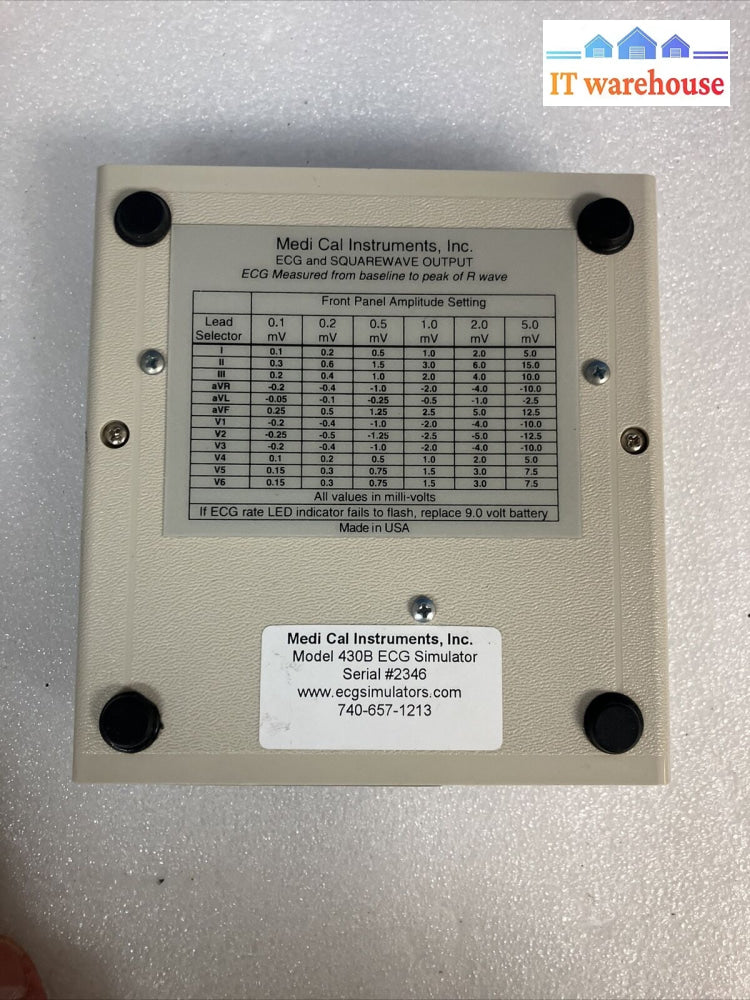 IT warehouse
Medi Cal Instruments, Inc.
ECG and SQUAREWAVE OUTPUT
ECG Measured from baseline to peak of R wave
Front Panel Amplitude Setting
Lead Selector 0.1 mV 0.2 mV 0.5 mV 1.0 mV 2.0 mV 5.0 mV
I 0.1 0.2 0.5 1.0 2.0 5.0
II 0.3 0.6 1.5 3.0 6.0 15.0
III 0.2 0.4 1.0 2.0 4.0 10.0
aVR -0.2 -0.4 -1.0 -2.0 -4.0 -10.0
aVL -0.05 -0.1 -0.25 -0.5 -1.0 -2.5
aVF 0.25 0.5 1.25 2.5 5.0 12.5
V1 -0.2 -0.4 -1.0 -2.0 -4.0 -10.0
V2 -0.25 -0.5 -1.25 -2.5 -5.0 -12.5
V3 -0.2 -0.4 -1.0 -2.0 -4.0 -10.0
V4 0.1 0.2 0.5 1.0 2.0 5.0
V5 0.15 0.3 0.75 1.5 3.0 7.5
V6 0.15 0.3 0.75 1.5 3.0 7.5
All values in milli-volts
If ECG rate LED indicator fails to flash, replace 9.0 volt battery
Made in USA
Medi Cal Instruments, Inc.
Model 430B ECG Simulator
Serial #2346
www.ecgsimulators.com
740-657-1213